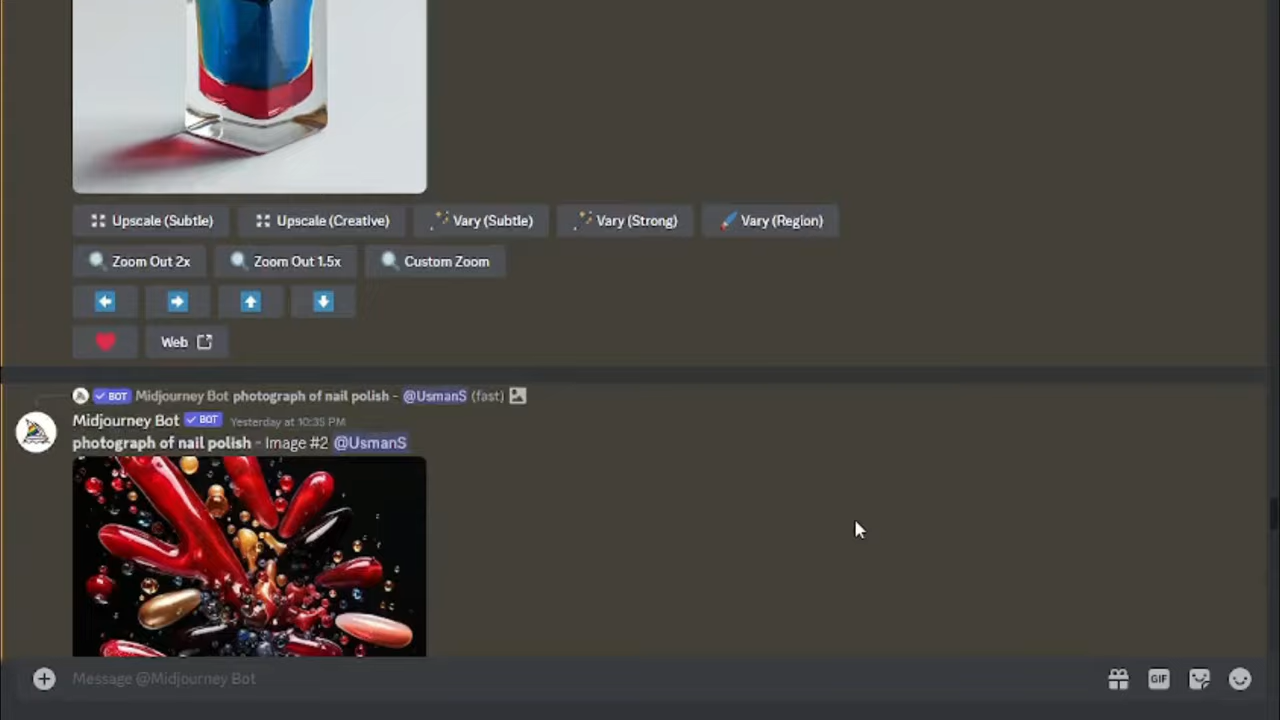 Upscale (Subtle) Upscale (Creative) Vary (Subtle) Vary (Strong) Vary (Region)
Zoom Out 2x Zoom Out 1.5x Custom Zoom
Web
BOT Midjourney Bot photograph of nail polish - @UsmanS (fast)
Midjourney Bot BOT Yesterday at 10:35 PM
photograph of nail polish - Image #2 @UsmanS
Message @Midjourney Bot GIF